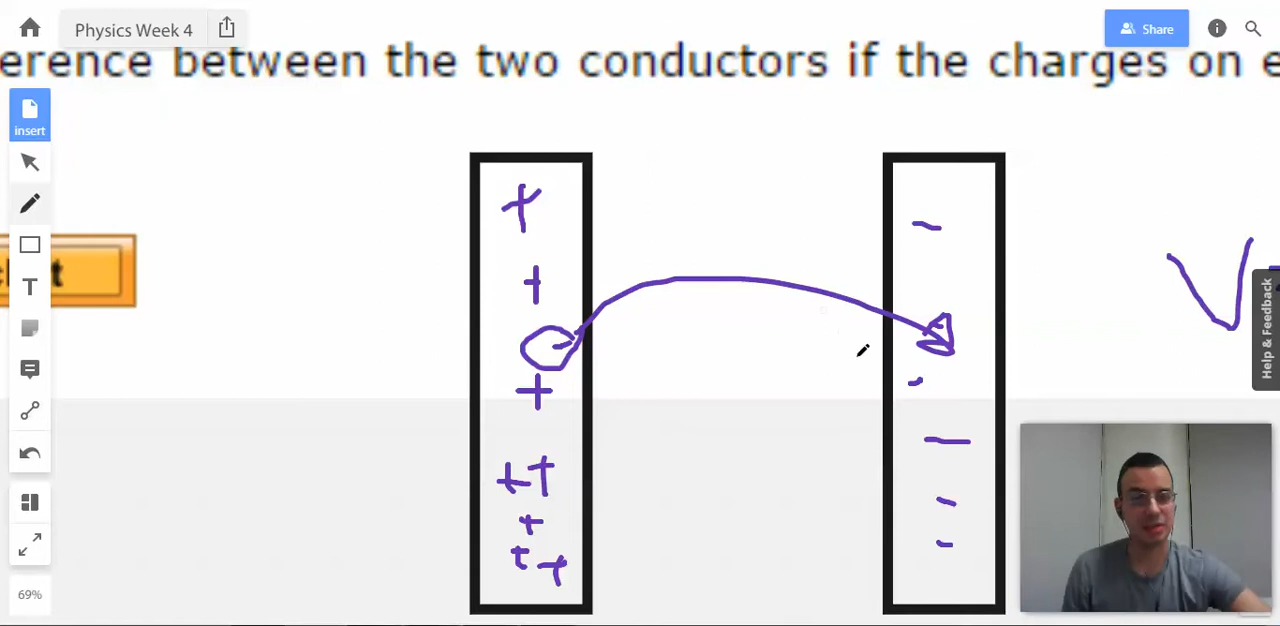 Physics Week 4
Share
erence between the two conductors if the charges on e
insert
T
+ -
+
+ -
++ -
+ -
++ -
V
Help & Feedback
69%